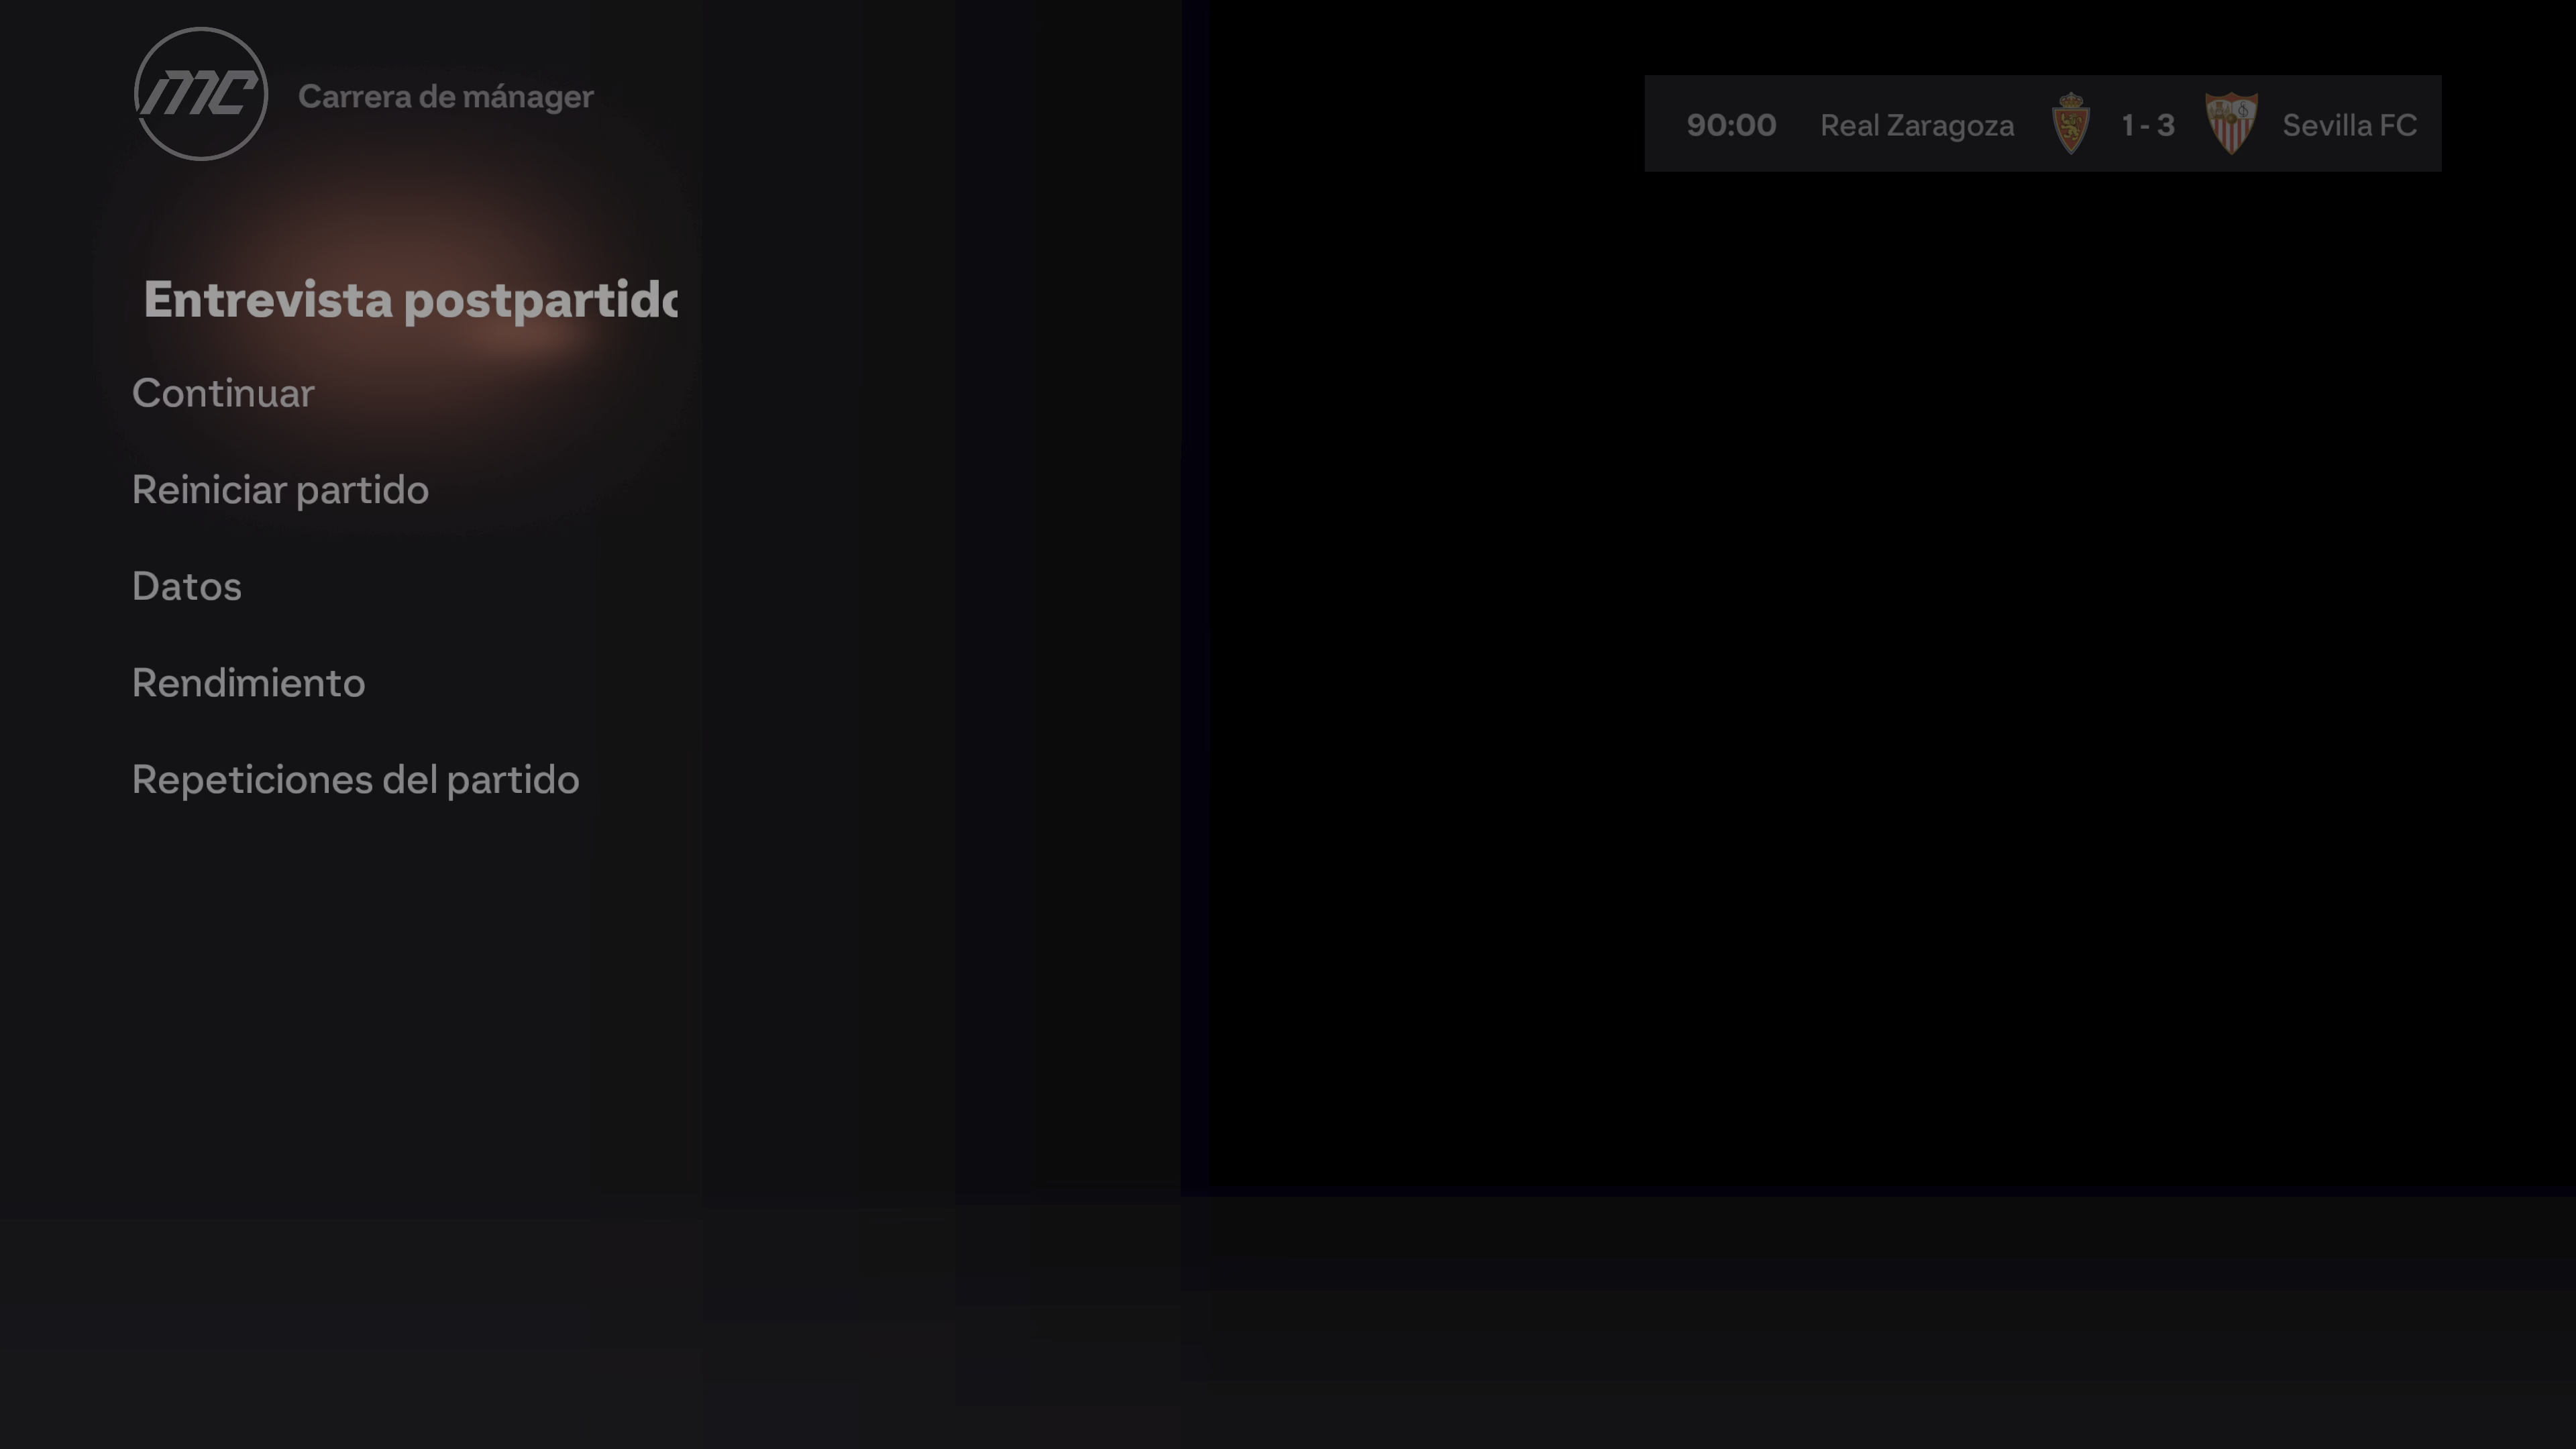 MC
Carrera de mánager
90:00 Real Zaragoza 1 - 3 Sevilla FC
Entrevista postpartido
Continuar
Reiniciar partido
Datos
Rendimiento
Repeticiones del partido